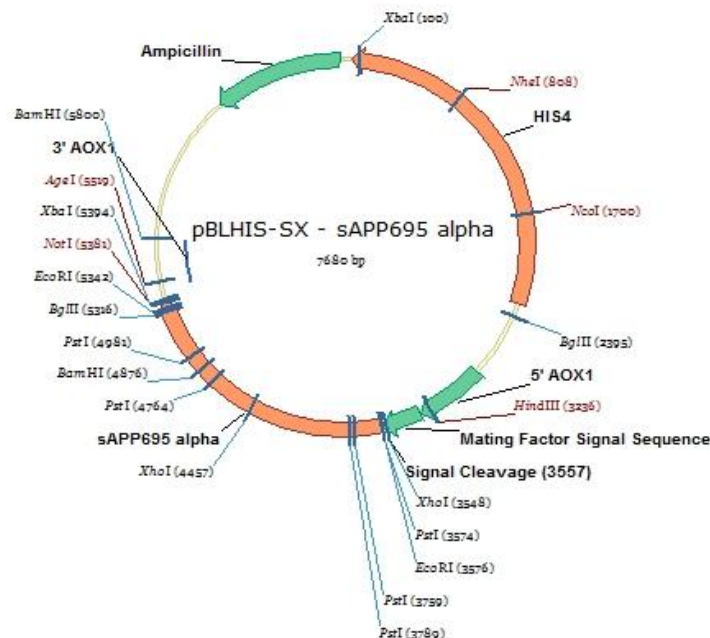 XbaI (100)
Ampicillin
NheI (808)
HIS4
BamHI (5800)
3' AOX1
AgeI (5519)
XbaI (5394)
NotI (5381)
EcoRI (5342)
BglII (5316)
PstI (4981)
BamHI (4876)
PstI (4764)
sAPP695 alpha
XhoI (4457)
pBLHIS-SX - sAPP695 alpha
7680 bp
NcoI (1700)
BglII (2395)
5' AOX1
HindIII (3236)
Mating Factor Signal Sequence
Signal Cleavage (3557)
XhoI (3548)
PstI (3574)
EcoRI (3576)
PstI (3759)
PstI (3789)